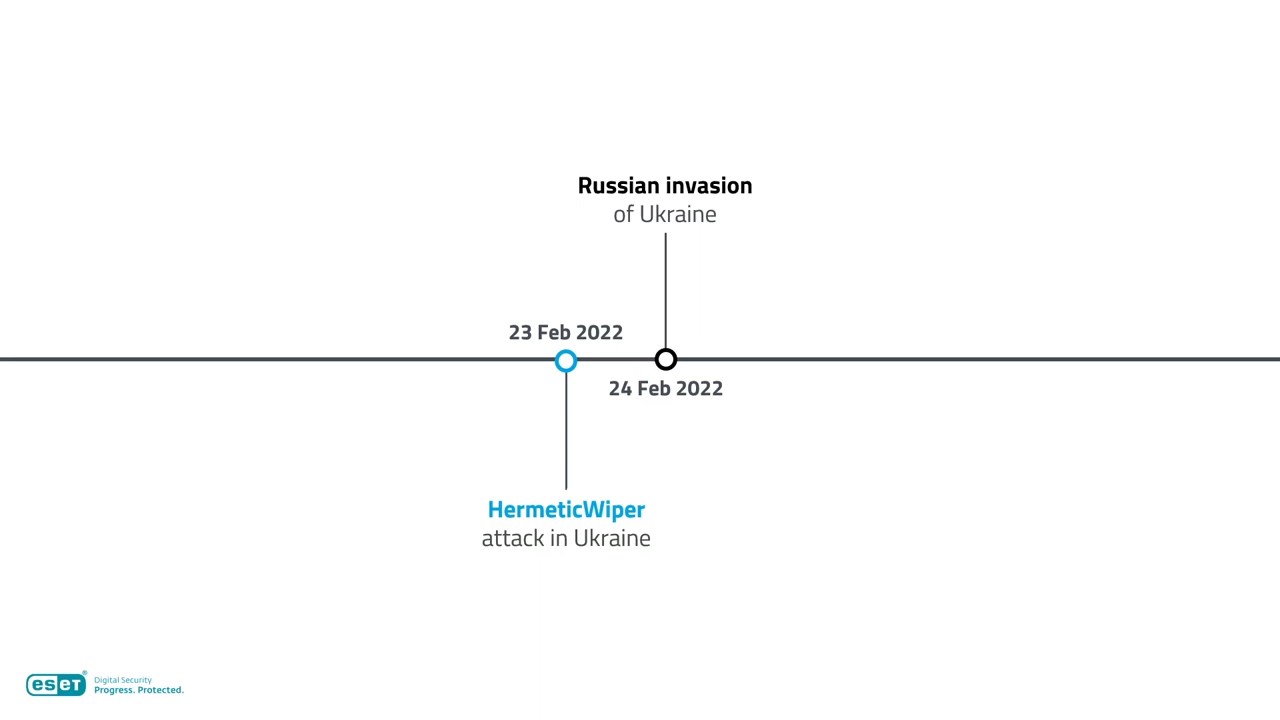 Russian invasion
of Ukraine
23 Feb 2022
24 Feb 2022
HermeticWiper
attack in Ukraine
eset®
Digital Security
Progress. Protected.